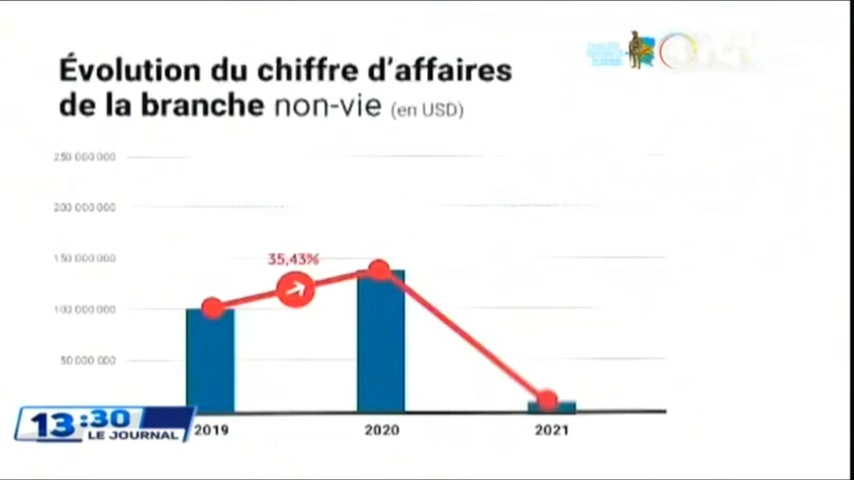 Évolution du chiffre d'affaires
de la branche non-vie (en USD)
250 000 000
200 000 000
150 000 000
100 000 000
50 000 000
35,43%
2019
2020
2021
13:30
LE JOURNAL